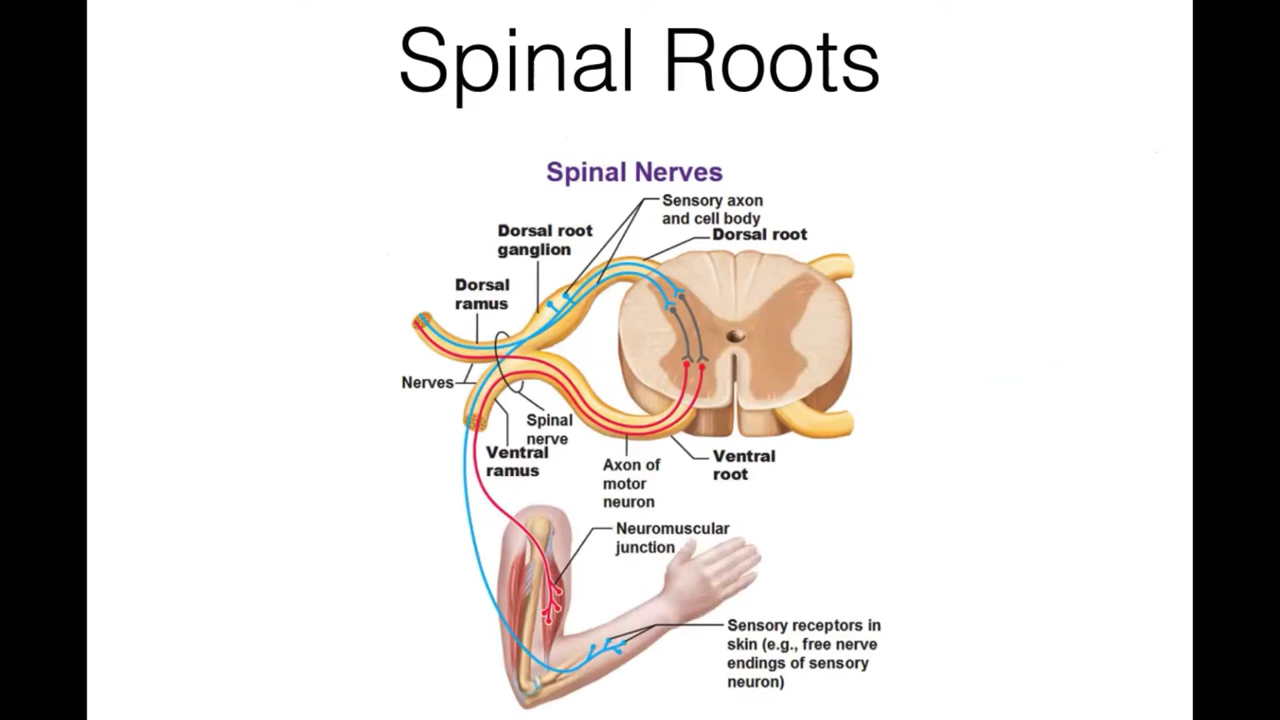 Spinal Roots
Spinal Nerves
Sensory axon
and cell body
Dorsal root
Dorsal root
ganglion
Dorsal
ramus
Nerves
Spinal
nerve
Ventral
ramus
Axon of
motor
neuron
Ventral
root
Neuromuscular
junction
Sensory receptors in
skin (e.g., free nerve
endings of sensory
neuron)